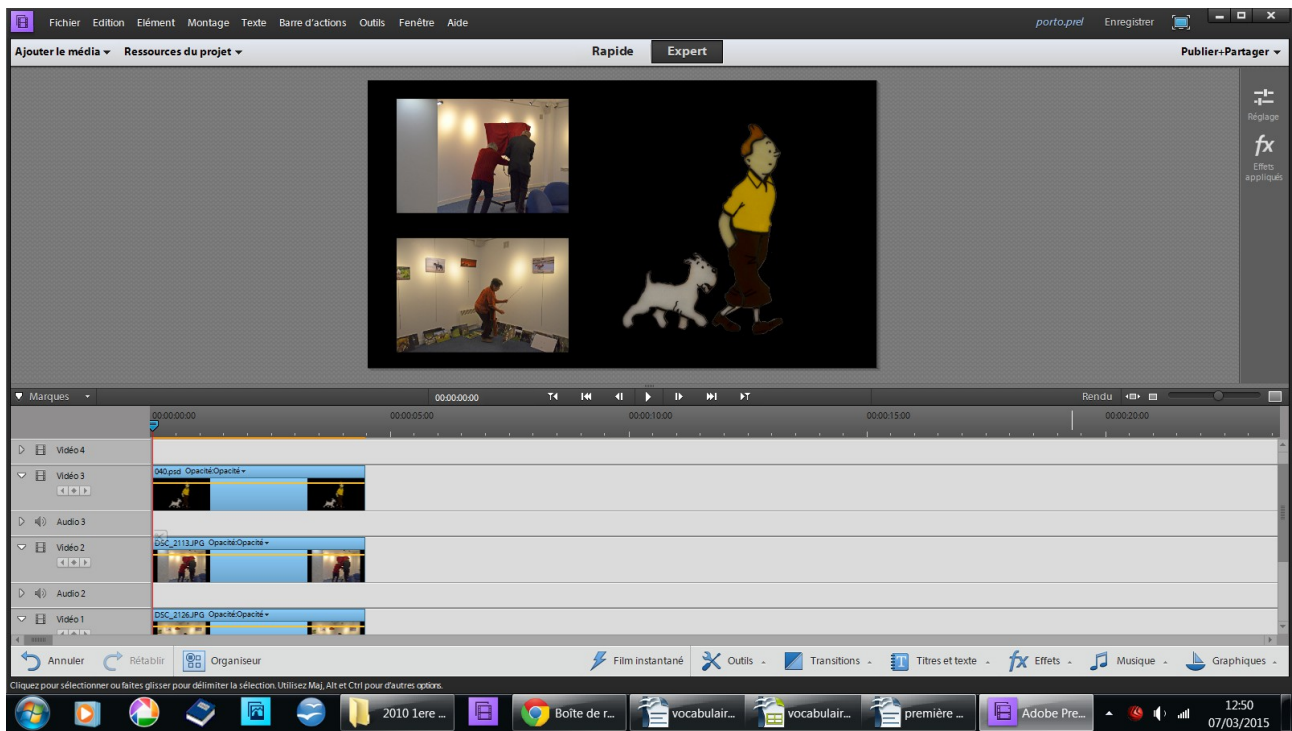 Fichier Edition Elément Montage Texte Barre d'actions Outils Fenêtre Aide porto.prel Enregistrer
Ajouter le média Ressources du projet Rapide Expert Publier+Partager
Réglage
fx
Effets
appliqués
Marques 00:00:00:00 Rendu
00:00:00:00 00:00:05:00 00:00:10:00 00:00:15:00 00:00:20:00
Vidéo 4
040.psd Opacité:Opacité
Vidéo 3
Audio 3
DSC_2113.JPG Opacité:Opacité
Vidéo 2
Audio 2
DSC_2126.JPG Opacité:Opacité
Vidéo 1
Annuler Rétablir Organiseur Film instantané Outils Transitions T Titres et texte fx Effets Musique Graphiques
Cliquez pour sélectionner ou faites glisser pour délimiter la sélection. Utilisez Maj, Alt et Ctrl pour d'autres options.
2010 1ere ... Boîte de r... vocabulair... vocabulair... première ... Adobe Pre... 12:50
07/03/2015